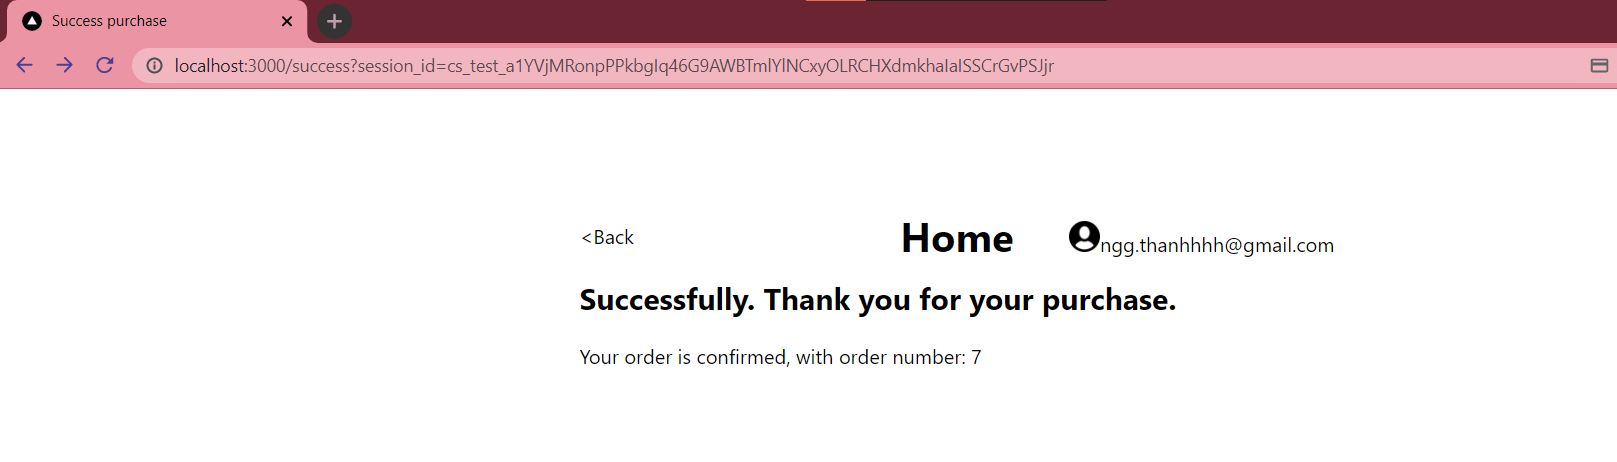 Success purchase
localhost:3000/success?session_id=cs_test_a1YVjMRonpPPkbgIq46G9AWBTmlYlNCxyOLRCHXdmkhaIaISSCrGvPSJjr
<Back
Home
ngg.thanhhhh@gmail.com
Successfully. Thank you for your purchase.
Your order is confirmed, with order number: 7